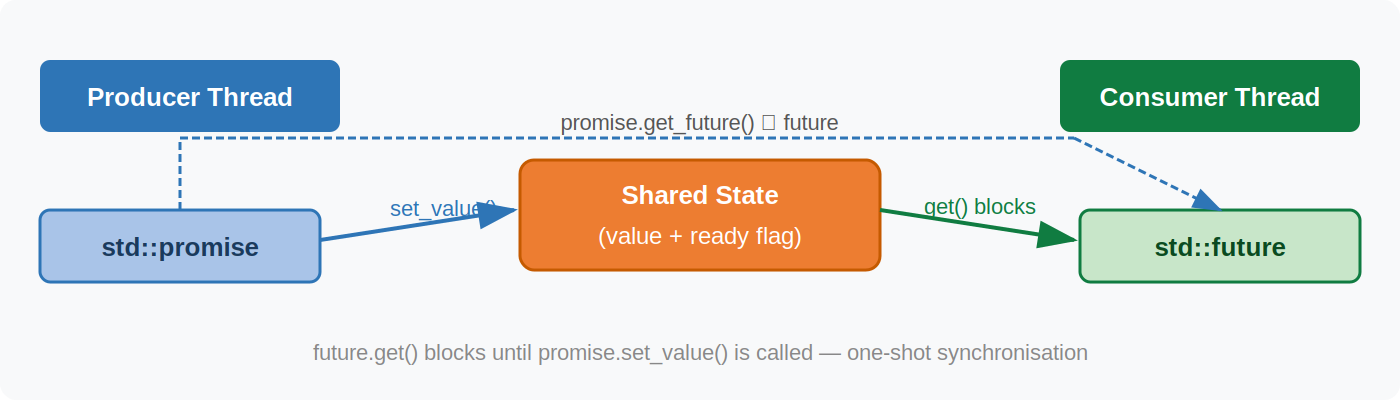 Producer Thread
Consumer Thread
promise.get_future() 􀀀 future
set_value()
Shared State
(value + ready flag)
get() blocks
std::promise
std::future
future.get() blocks until promise.set_value() is called — one-shot synchronisation